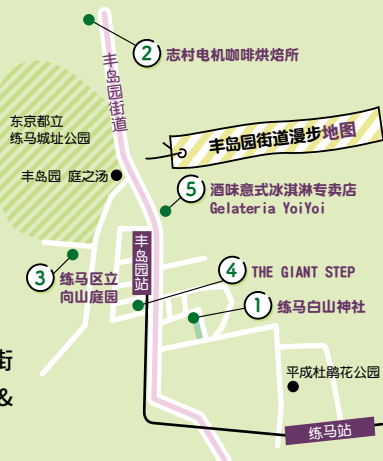 ② 志村电机咖啡烘焙所
丰岛园街道
东京都立
练马城址公园
丰岛园街道漫步地图
丰岛园 庭之汤
⑤ 酒味意式冰淇淋专卖店
Gelateria YoiYoi
丰岛园站
③ 练马区立
向山庭园
④ THE GIANT STEP
① 练马白山神社
街
&
平成杜鹃花公园
练马站